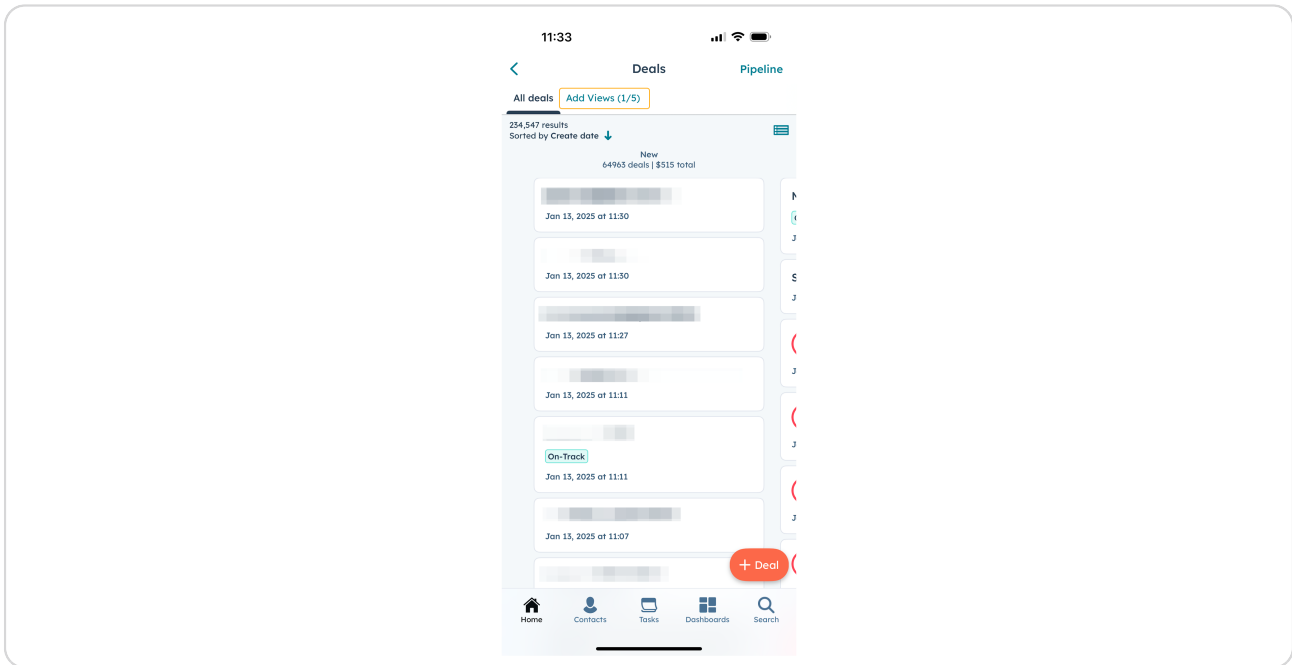 11:33
Deals
Pipeline
All deals
Add Views (1/5)
234,547 results
Sorted by Create date
New
64963 deals | $515 total
Jan 13, 2025 at 11:30
Jan 13, 2025 at 11:30
Jan 13, 2025 at 11:27
Jan 13, 2025 at 11:11
On-Track
Jan 13, 2025 at 11:11
Jan 13, 2025 at 11:07
+ Deal
Home
Contacts
Tasks
Dashboards
Search